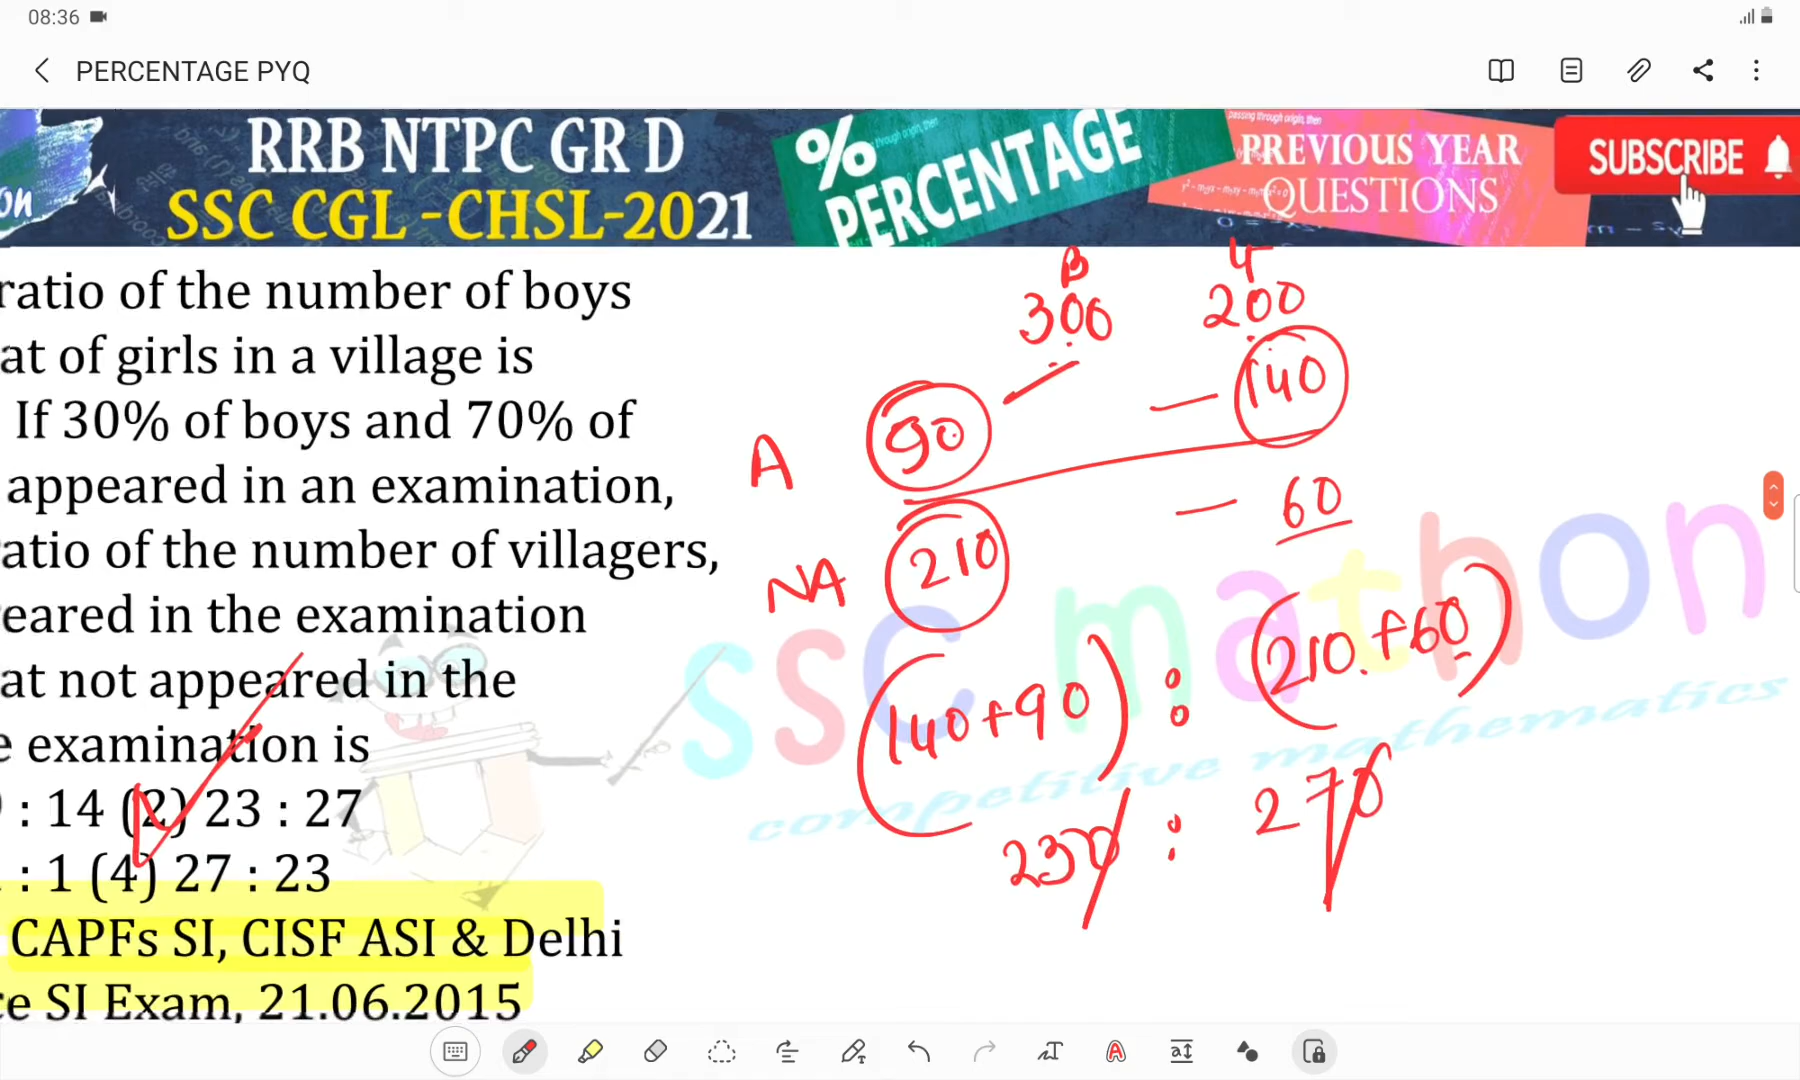 08:36
PERCENTAGE PYQ
on
RRB NTPC GR D
SSC CGL -CHSL-2021
% PERCENTAGE
PREVIOUS YEAR
QUESTIONS
SUBSCRIBE
ratio of the number of boys
at of girls in a village is
If 30% of boys and 70% of
appeared in an examination,
atio of the number of villagers,
eared in the examination
at not appeared in the
e examination is
: 14 (2) 23 : 27
: 1 (4) 27 : 23
CAPFs SI, CISF ASI & Delhi
ce SI Exam, 21.06.2015
B
300 200
A 90 — 140
NA 210 — 60
(140+90) : (210+60)
230 : 270
SSC mathon
competitive mathematics